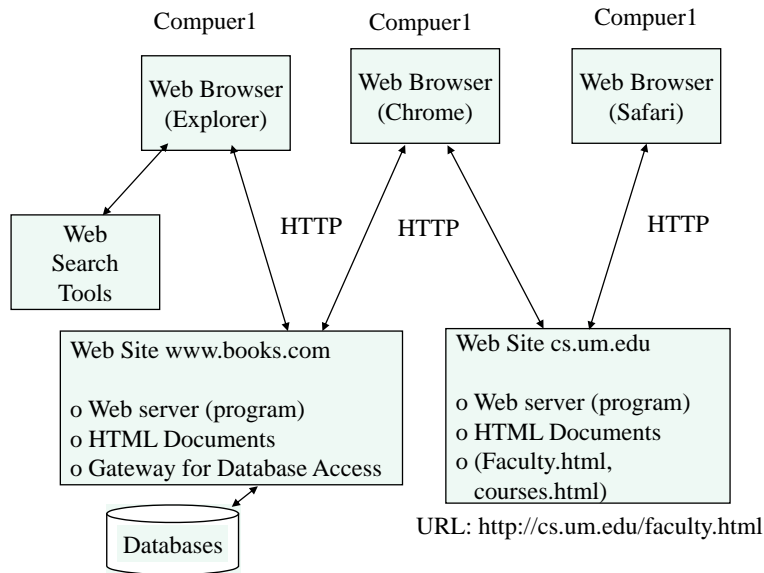 Compuer1
Compuer1
Compuer1
Web Browser
(Explorer)
Web Browser
(Chrome)
Web Browser
(Safari)
Web
Search
Tools
HTTP
HTTP
HTTP
Web Site www.books.com
o Web server (program)
o HTML Documents
o Gateway for Database Access
Web Site cs.um.edu
o Web server (program)
o HTML Documents
o (Faculty.html,
courses.html)
Databases
URL: http://cs.um.edu/faculty.html